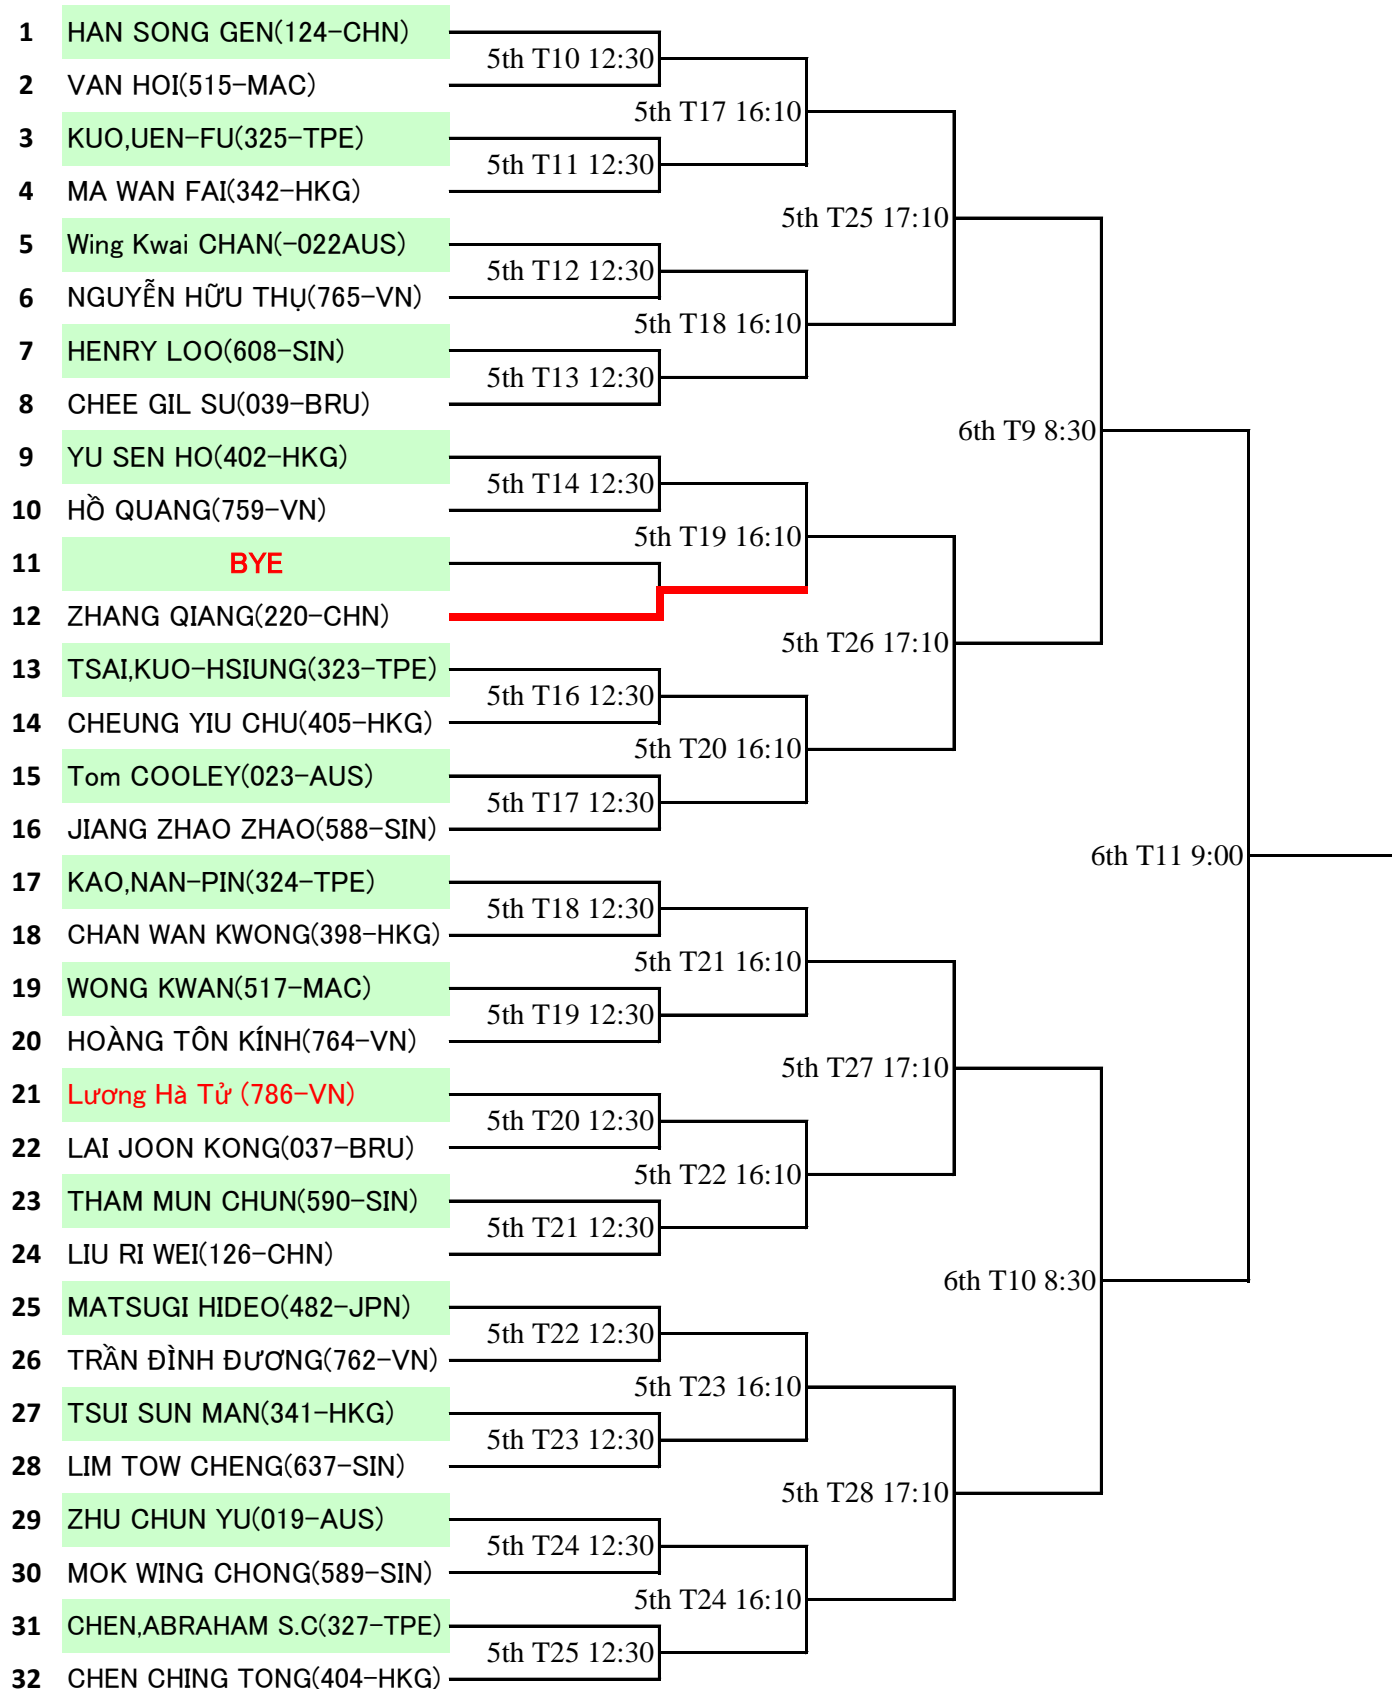 1 HAN SONG GEN(124-CHN)
5th T10 12:30
2 VAN HOI(515-MAC)
5th T17 16:10
3 KUO,UEN-FU(325-TPE)
5th T11 12:30
4 MA WAN FAI(342-HKG)
5th T25 17:10
5 Wing Kwai CHAN(-022AUS)
5th T12 12:30
6 NGUYỄN HỮU THỤ(765-VN)
5th T18 16:10
7 HENRY LOO(608-SIN)
5th T13 12:30
8 CHEE GIL SU(039-BRU)
6th T9 8:30
9 YU SEN HO(402-HKG)
5th T14 12:30
10 HỒ QUANG(759-VN)
5th T19 16:10
11 BYE
12 ZHANG QIANG(220-CHN)
5th T26 17:10
13 TSAI,KUO-HSIUNG(323-TPE)
5th T16 12:30
14 CHEUNG YIU CHU(405-HKG)
5th T20 16:10
15 Tom COOLEY(023-AUS)
5th T17 12:30
16 JIANG ZHAO ZHAO(588-SIN)
6th T11 9:00
17 KAO,NAN-PIN(324-TPE)
5th T18 12:30
18 CHAN WAN KWONG(398-HKG)
5th T21 16:10
19 WONG KWAN(517-MAC)
5th T19 12:30
20 HOÀNG TÔN KÍNH(764-VN)
5th T27 17:10
21 Lương Hà Tử (786-VN)
5th T20 12:30
22 LAI JOON KONG(037-BRU)
5th T22 16:10
23 THAM MUN CHUN(590-SIN)
5th T21 12:30
24 LIU RI WEI(126-CHN)
6th T10 8:30
25 MATSUGI HIDEO(482-JPN)
5th T22 12:30
26 TRẦN ĐÌNH ĐƯƠNG(762-VN)
5th T23 16:10
27 TSUI SUN MAN(341-HKG)
5th T23 12:30
28 LIM TOW CHENG(637-SIN)
5th T28 17:10
29 ZHU CHUN YU(019-AUS)
5th T24 12:30
30 MOK WING CHONG(589-SIN)
5th T24 16:10
31 CHEN,ABRAHAM S.C(327-TPE)
5th T25 12:30
32 CHEN CHING TONG(404-HKG)